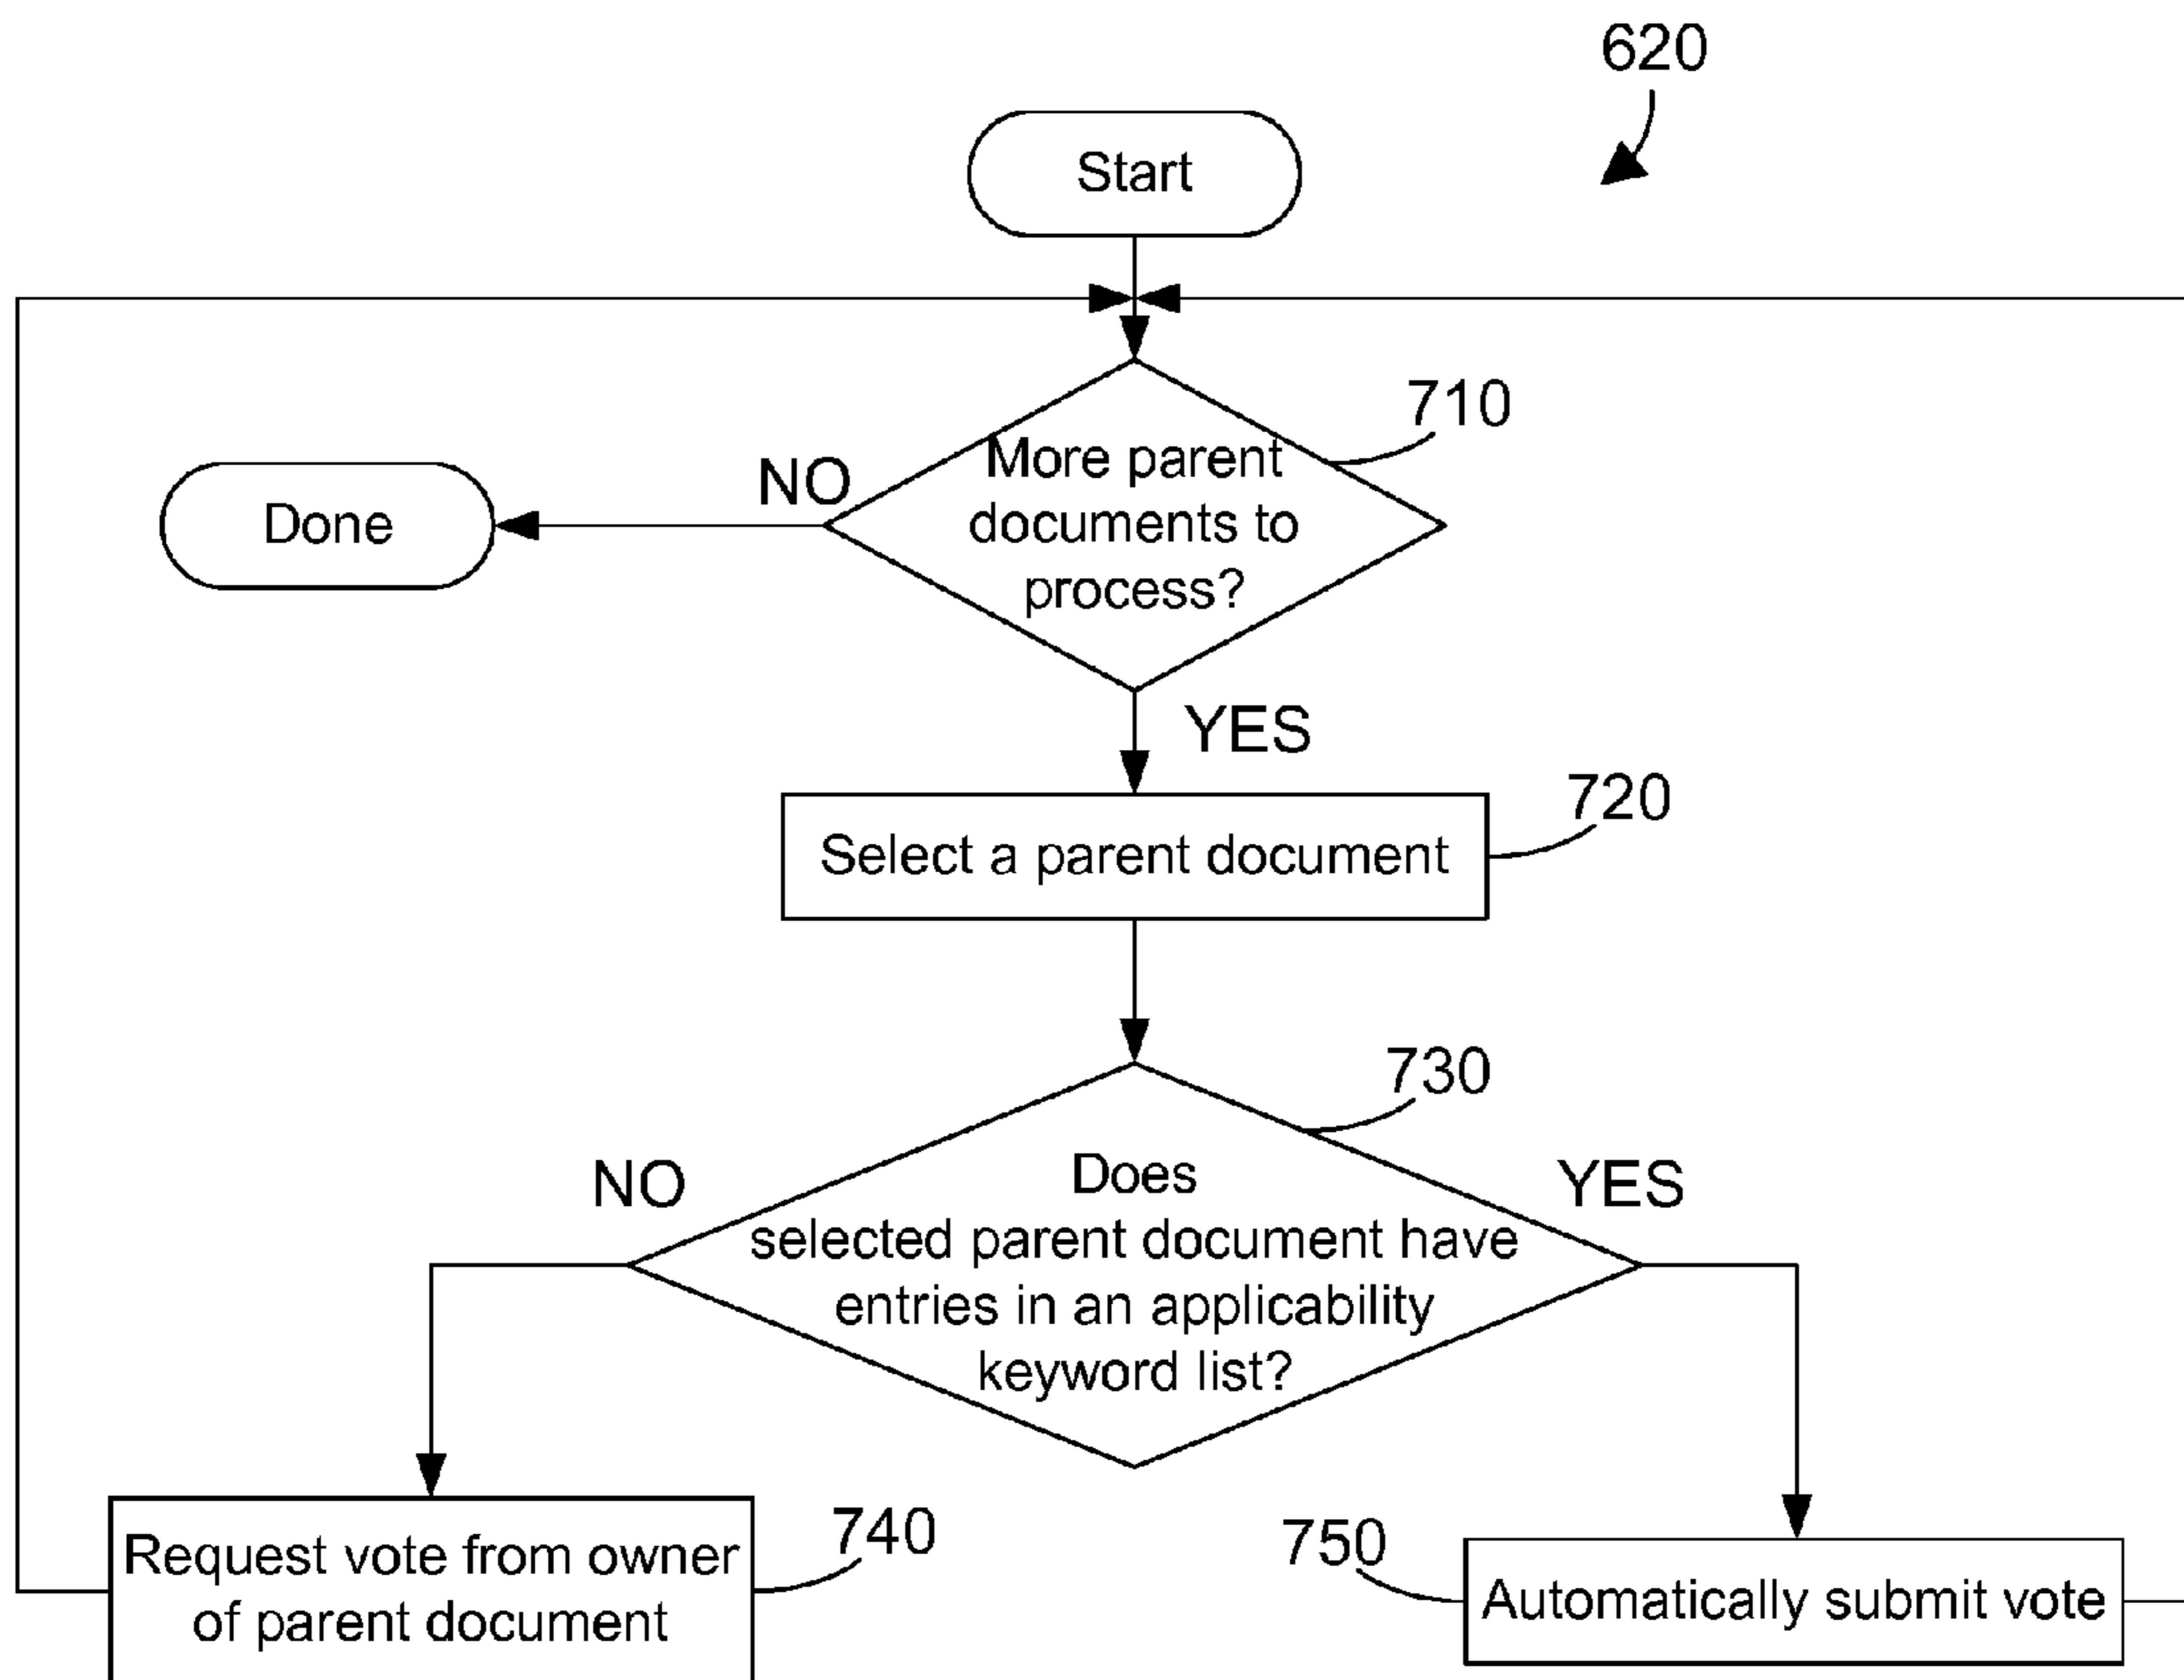 620
Start
710
More parent
documents to
process?
NO
Done
YES
720
Select a parent document
730
Does
selected parent document have
entries in an applicability
keyword list?
NO
YES
740
Request vote from owner
of parent document
750
Automatically submit vote